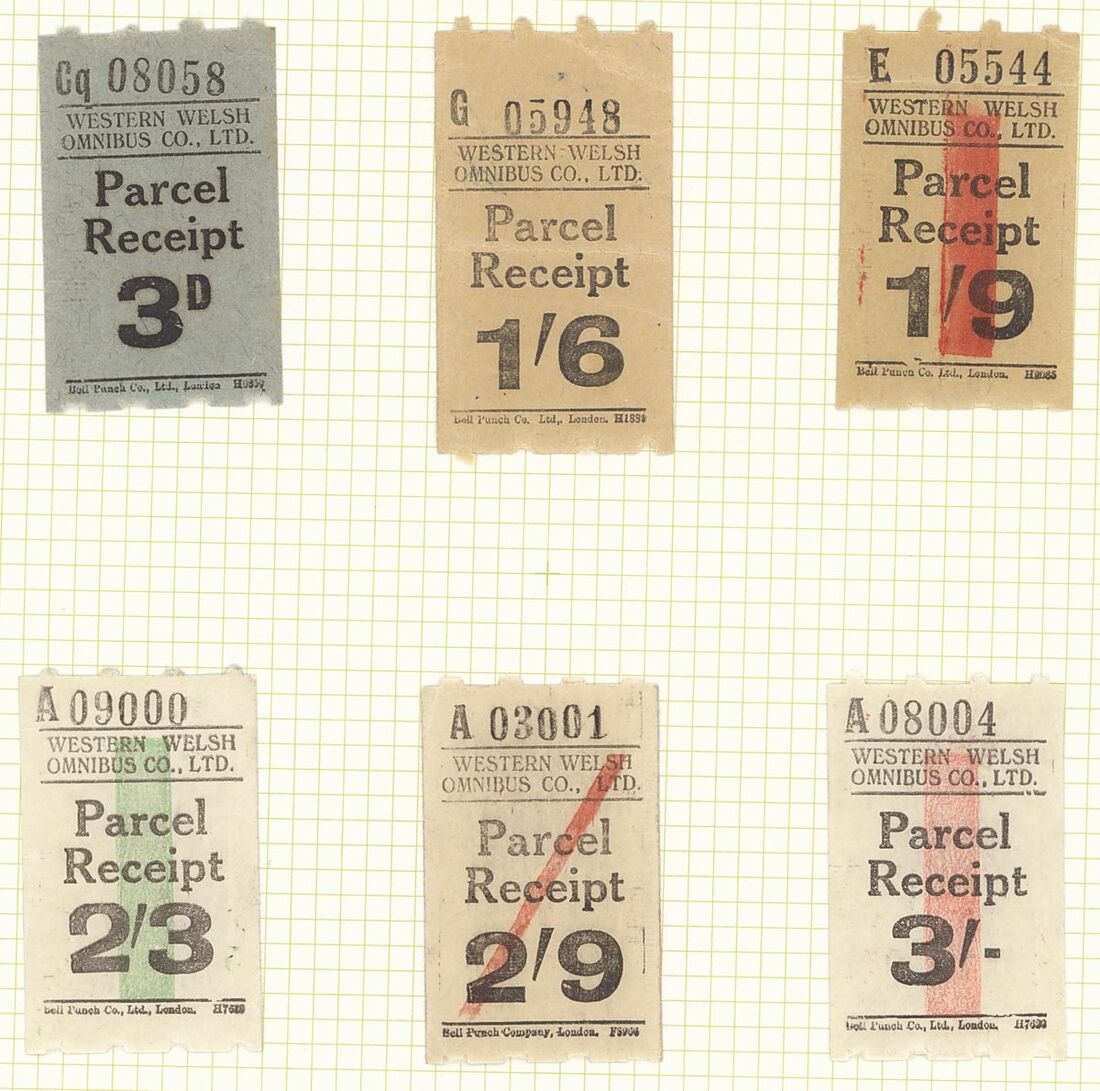 Cq 08058
WESTERN WELSH
OMNIBUS CO., LTD.
Parcel
Receipt
3D
Bell Punch Co., Ltd., London
G 05948
WESTERN WELSH
OMNIBUS CO., LTD.
Parcel
Receipt
1/6
Bell Punch Co. Ltd., London.
E 05544
WESTERN WELSH
OMNIBUS CO., LTD.
Parcel
Receipt
1/9
Bell Punch Co. Ltd., London.
A 09000
WESTERN WELSH
OMNIBUS CO., LTD.
Parcel
Receipt
2/3
Bell Punch Co., Ltd., London.
A 03001
WESTERN WELSH
OMNIBUS CO., LTD.
Parcel
Receipt
2/9
Bell Punch Company, London.
A 08004
WESTERN WELSH
OMNIBUS CO., LTD.
Parcel
Receipt
3/-
Bell Punch Co., Ltd., London.